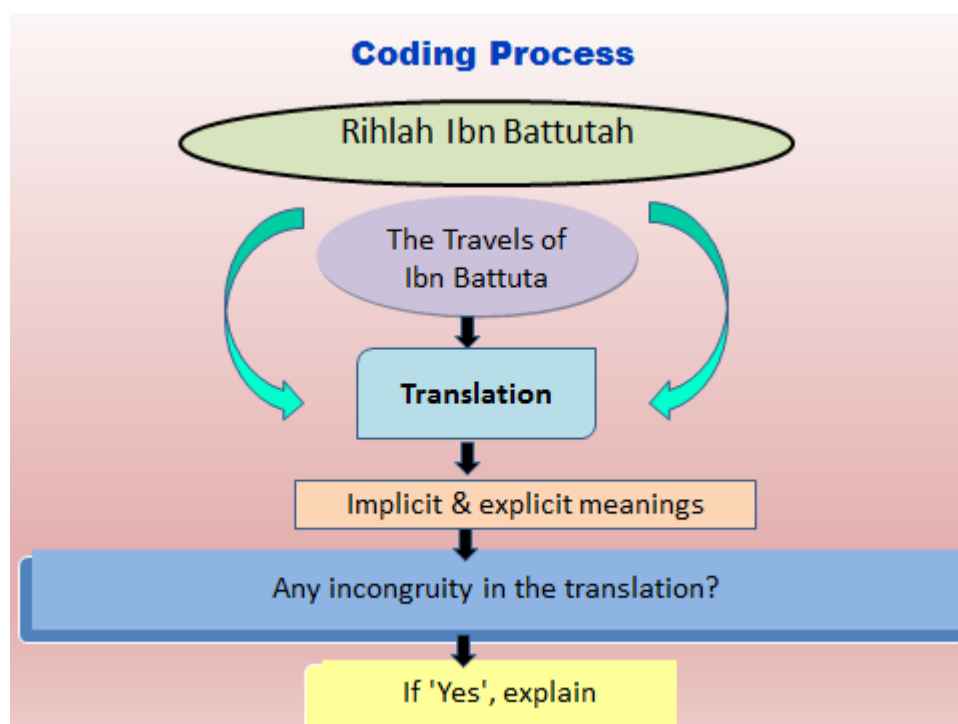 Coding Process
Rihlah Ibn Battutah
The Travels of
Ibn Battuta
Translation
Implicit & explicit meanings
Any incongruity in the translation?
If 'Yes', explain